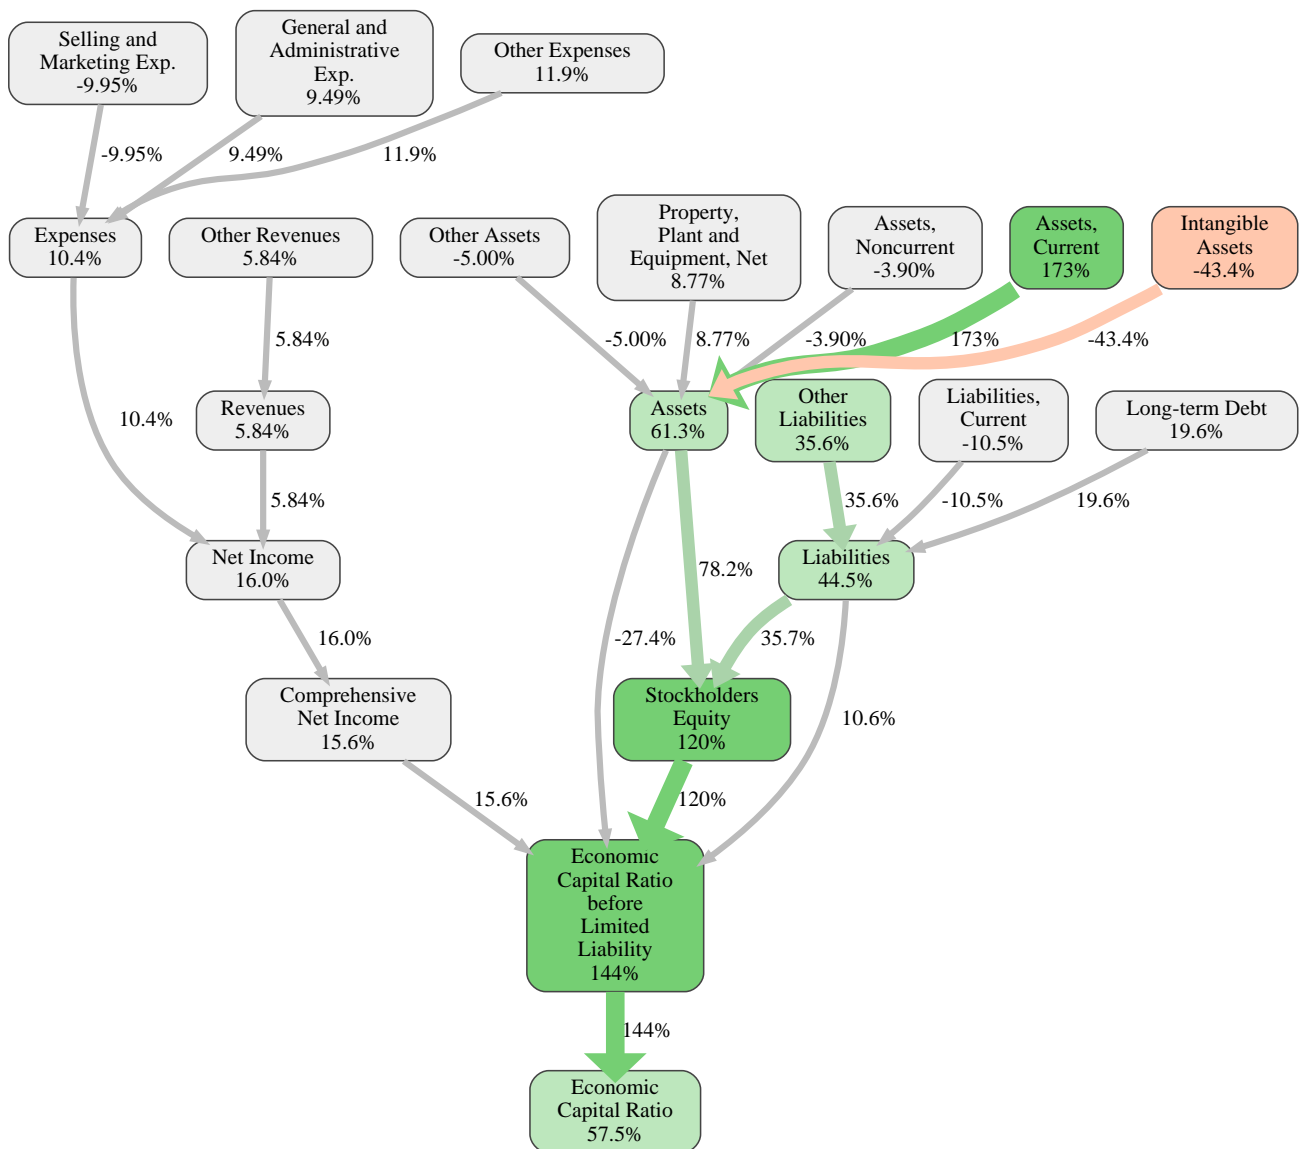 Selling and
Marketing Exp.
-9.95%
General and
Administrative
Exp.
9.49%
Other Expenses
11.9%
-9.95%
9.49%
11.9%
Expenses
10.4%
Other Revenues
5.84%
Other Assets
-5.00%
Property,
Plant and
Equipment, Net
8.77%
Assets,
Noncurrent
-3.90%
Assets,
Current
173%
Intangible
Assets
-43.4%
5.84%
-5.00%
8.77%
-3.90%
173%
-43.4%
10.4%
Revenues
5.84%
Assets
61.3%
Other
Liabilities
35.6%
Liabilities,
Current
-10.5%
Long-term Debt
19.6%
5.84%
35.6%
-10.5%
19.6%
Net Income
16.0%
78.2%
Liabilities
44.5%
16.0%
-27.4%
35.7%
Comprehensive
Net Income
15.6%
Stockholders
Equity
120%
10.6%
15.6%
120%
Economic
Capital Ratio
before
Limited
Liability
144%
144%
Economic
Capital Ratio
57.5%